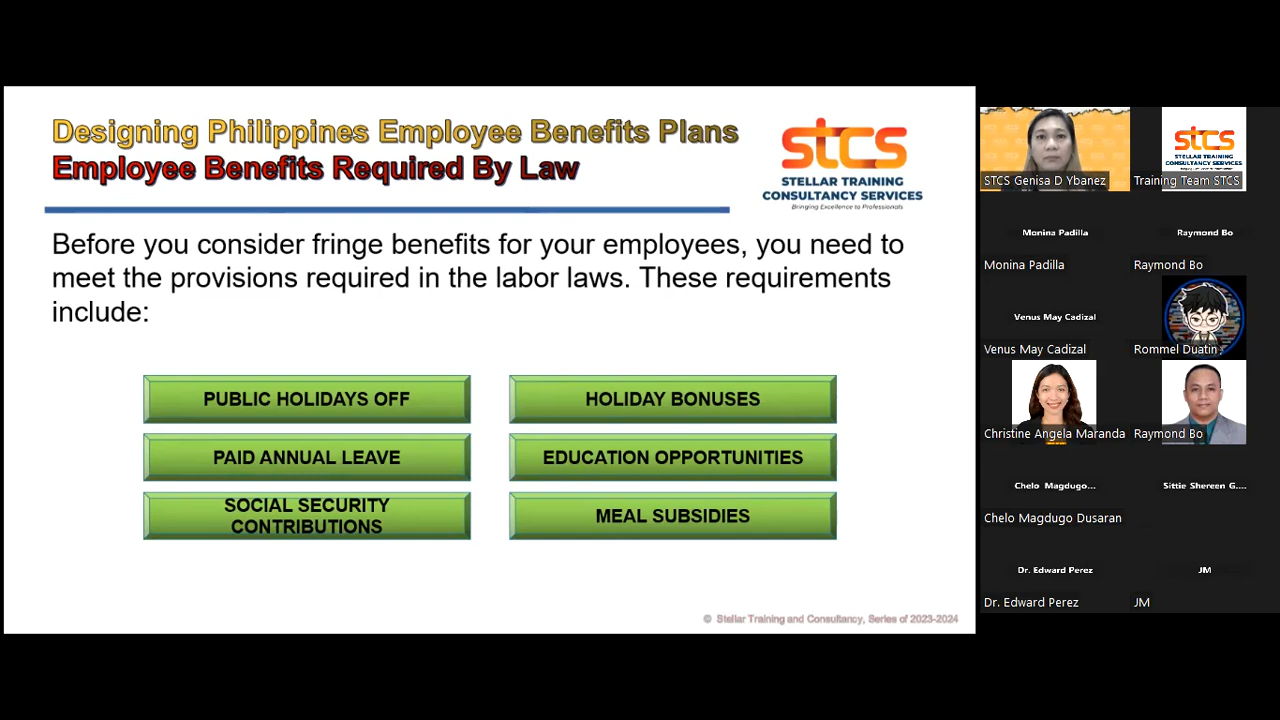 Designing Philippines Employee Benefits Plans
Employee Benefits Required By Law
stcs
STELLAR TRAINING
CONSULTANCY SERVICES
Bringing Excellence to Professionals
Before you consider fringe benefits for your employees, you need to
meet the provisions required in the labor laws. These requirements
include:
PUBLIC HOLIDAYS OFF
HOLIDAY BONUSES
PAID ANNUAL LEAVE
EDUCATION OPPORTUNITIES
SOCIAL SECURITY
CONTRIBUTIONS
MEAL SUBSIDIES
© Stellar Training and Consultancy, Series of 2023-2024
STCS Genisa D Ybanez
stcs
STELLAR TRAINING
CONSULTANCY SERVICES
Training Team STCS
Monina Padilla
Monina Padilla
Raymond Bo
Raymond Bo
Venus May Cadizal
Venus May Cadizal
Rommel Duatin
Christine Angela Maranda
Raymond Bo
Chelo Magdugo...
Chelo Magdugo Dusaran
Sittie Shereen G....
Dr. Edward Perez
Dr. Edward Perez
JM
JM